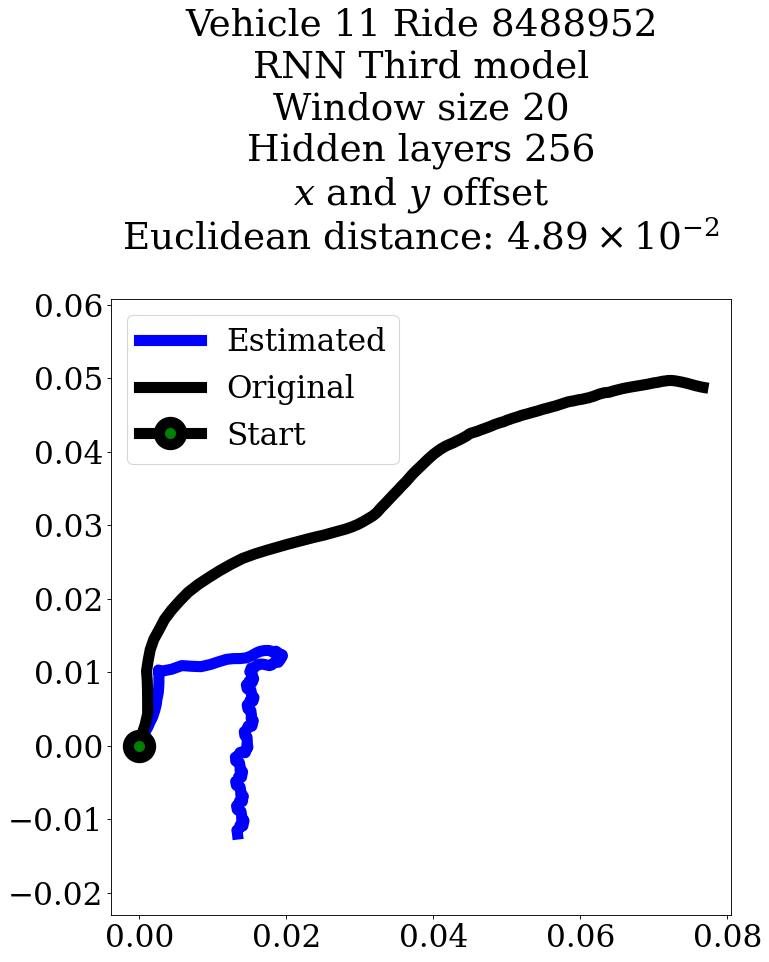 Vehicle 11 Ride 8488952
RNN Third model
Window size 20
Hidden layers 256
x and y offset
Euclidean distance: 4.89 × 10⁻²
Estimated
Original
Start
0.06
0.05
0.04
0.03
0.02
0.01
0.00
−0.01
−0.02
0.00 0.02 0.04 0.06 0.08